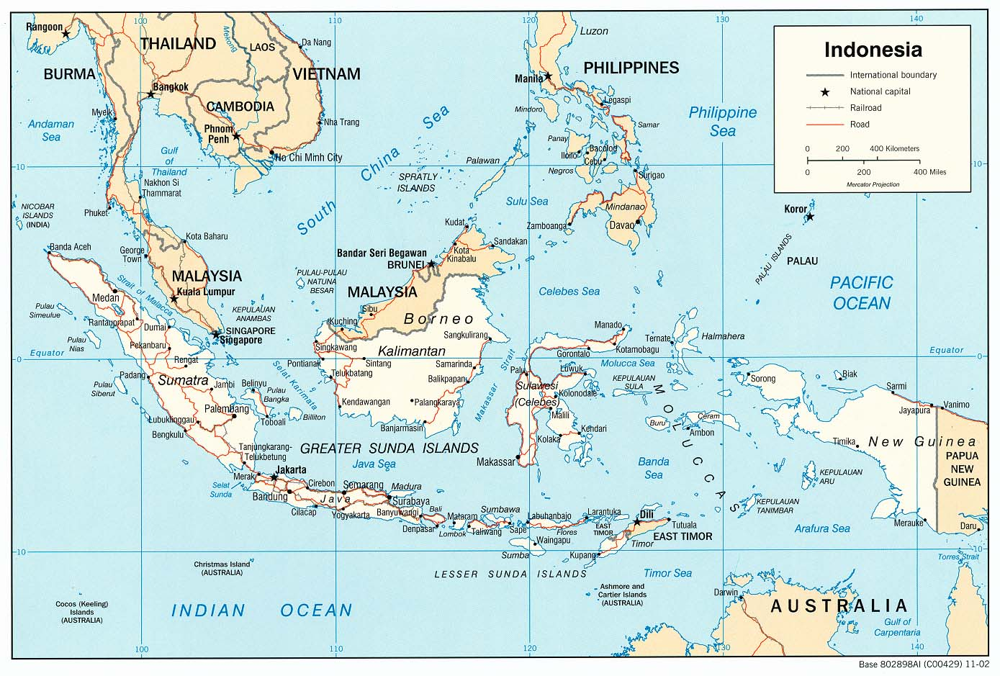 100
110
120
130
140
Rangoon
THAILAND
Mekong
LAOS
Da Nang
BURMA
VIETNAM
Bangkok
CAMBODIA
Phnom
Penh
Myeik
Nha Trang
Ho Chi Minh City
Andaman
Sea
Gulf
of
Thailand
10
Nakhon Si
Thammarat
Phuket
NICOBAR
ISLANDS
(INDIA)
South China Sea
SPRATLY
ISLANDS
Luzon
PHILIPPINES
Manila
Legaspi
Mindoro
Samar
Panay
Iloilo
Bacolod
Cebu
Negros
Palawan
Surigao
Sulu Sea
Mindanao
Zamboanga
Davao
Philippine
Sea
Indonesia
International boundary
National capital
Railroad
Road
0 200 400 Kilometers
0 200 400 Miles
Mercator Projection
10
Koror
PALAU ISLANDS
PALAU
PACIFIC
OCEAN
Banda Aceh
George
Town
Kota Baharu
MALAYSIA
Kuala Lumpur
Strait of Malacca
Medan
Pulau
Simeulue
Rantauprapat
Dumai
Pulau
Nias
Pekanbaru
SINGAPORE
Singapore
KEPULAUAN
ANAMBAS
PULAU-PULAU
NATUNA
BESAR
Kudat
Sandakan
Kota
Kinabalu
Bandar Seri Begawan
BRUNEI
MALAYSIA
Sibu
Kuching
Borneo
Celebes Sea
Equator
0
Rengat
Padang
Sumatra
Jambi
Belinyu
Pulau
Bangka
Pulau
Siberut
Palembang
Toboali
Billiton
Lubuklinggau
Bengkulu
Tanjungkarang-
Telukbetung
Selat Karimata
Singkawang
Pontianak
Telukbatang
Sintang
Kalimantan
Sangkulirang
Samarinda
Balikpapan
Kendawangan
Palangkaraya
Banjarmasin
Makassar Strait
Manado
Gorontalo
Kotamobagu
Ternate
Halmahera
Molucca Sea
Palu
Luwuk
Sulawesi
(Celebes)
Kolonodale
Malili
Kendari
Kolaka
Makassar
KEPULAUAN
SULA
MOLUCCAS
Buru
Ceram
Ambon
Equator
0
Sorong
Biak
Sarmi
Jayapura
Vanimo
Timika
New Guinea
PAPUA
NEW
GUINEA
Banda
Sea
KEPULAUAN
ARU
KEPULAUAN
TANIMBAR
Merauke
Daru
GREATER SUNDA ISLANDS
Java Sea
Merak
Jakarta
Selat
Sunda
Bandung
Cirebon
Semarang
Madura
Java
Surabaya
Cilacap
Yogyakarta
Banyuwangi
Bali
Denpasar
Mataram
Lombok
Sumbawa
Taliwang
Sape
Labuhanbajo
Larantuka
Flores
Waingapu
Sumba
EAST
TIMOR
Dili
Tutuala
EAST TIMOR
Timor
Kupang
Arafura Sea
10
10
Torres Strait
Christmas Island
(AUSTRALIA)
LESSER SUNDA ISLANDS
Timor Sea
Ashmore and
Cartier Islands
(AUSTRALIA)
Cocos (Keeling)
Islands
(AUSTRALIA)
INDIAN OCEAN
Darwin
AUSTRALIA
Gulf of
Carpentaria
100
110
120
130
140
Base 802898AI (C00429) 11-02